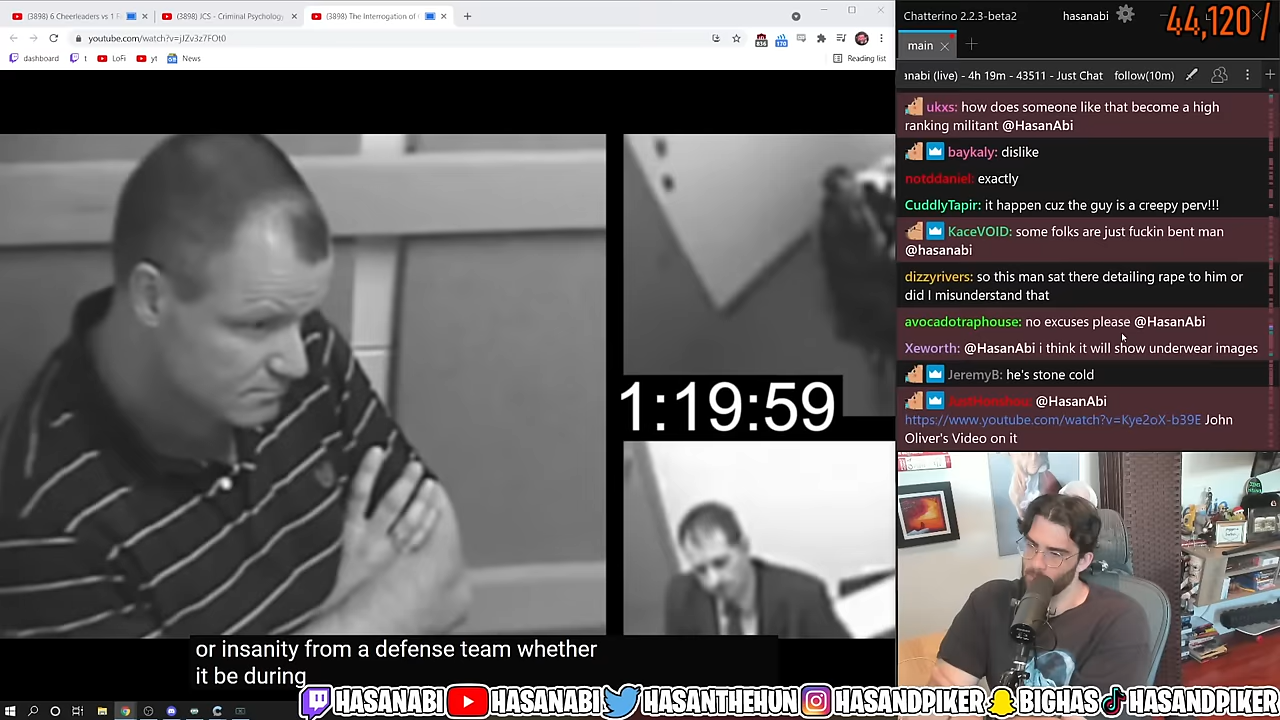 (3898) 6 Cheerleaders vs 1 F
(3898) JCS - Criminal Psychology
(3898) The Interrogation of
youtube.com/watch?v=jJZv3z7FOt0
836
170
dashboard
t
LoFi
yt
News
Reading list
1:19:59
or insanity from a defense team whether
it be during
Chatterino 2.2.3-beta2
hasanabi
44,120 /
main
anabi (live) - 4h 19m - 43511 - Just Chat
follow(10m)
ukxs: how does someone like that become a high
ranking militant @HasanAbi
baykaly: dislike
notddaniel: exactly
CuddlyTapir: it happen cuz the guy is a creepy perv!!!
KaceVOID: some folks are just fuckin bent man
@hasanabi
dizzyrivers: so this man sat there detailing rape to him or
did I misunderstand that
avocadotraphouse: no excuses please @HasanAbi
Xeworth: @HasanAbi i think it will show underwear images
JeremyB: he's stone cold
JustHonshou: @HasanAbi
https://www.youtube.com/watch?v=Kye2oX-b39E John
Oliver's Video on it
HASANABI
HASANABI
HASANTHEHUN
HASANDPIKER
BIGHAS
HASANDPIKER